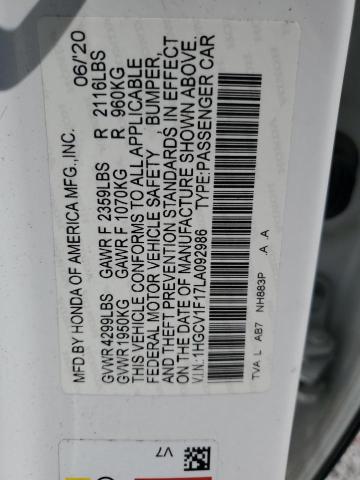 MFD.BY HONDA OF AMERICA MFG.,INC. 06/'20
GVWR 4299LBS GAWR F 2359LBS R 2116LBS
GVWR 1950KG GAWR F 1070KG R 960KG
THIS VEHICLE CONFORMS TO ALL APPLICABLE
FEDERAL MOTOR VEHICLE SAFETY , BUMPER,
AND THEFT PREVENTION STANDARDS IN EFFECT
ON THE DATE OF MANUFACTURE SHOWN ABOVE.
V.I.N.:1HGCV1F17LA092986 TYPE:PASSENGER CAR
TVA L AB7 NH883P .A .A
V7